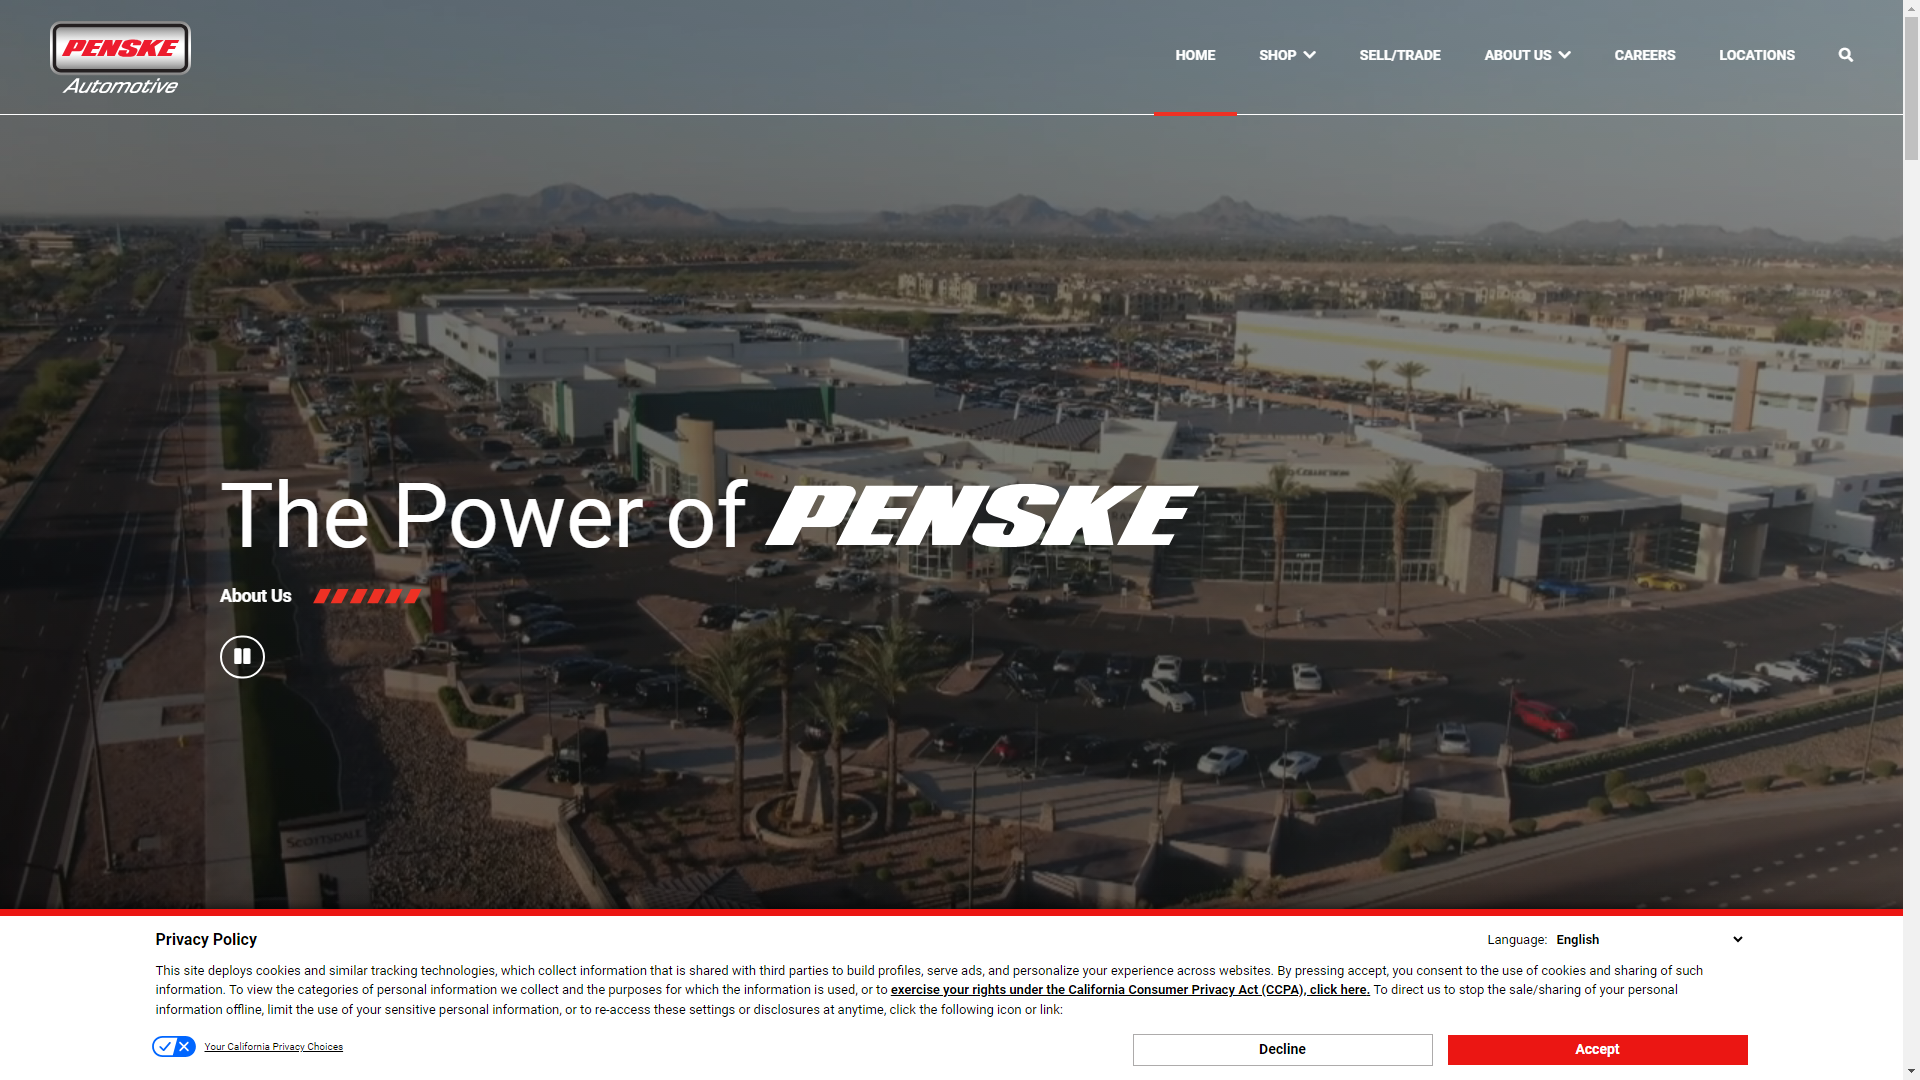 PENSKE
Automotive
HOME SHOP SELL/TRADE ABOUT US CAREERS LOCATIONS
The Power of PENSKE
About Us
SCOTTSDALE
Privacy Policy
Language: English
This site deploys cookies and similar tracking technologies, which collect information that is shared with third parties to build profiles, serve ads, and personalize your experience across websites. By pressing accept, you consent to the use of cookies and sharing of such
information. To view the categories of personal information we collect and the purposes for which the information is used, or to exercise your rights under the California Consumer Privacy Act (CCPA), click here. To direct us to stop the sale/sharing of your personal
information offline, limit the use of your sensitive personal information, or to re-access these settings or disclosures at anytime, click the following icon or link:
Your California Privacy Choices
Decline
Accept